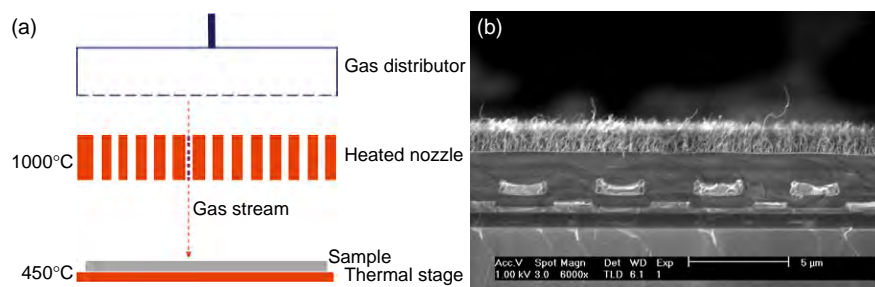 (a)
Gas distributor
1000°C
Heated nozzle
Gas stream
Sample
450°C
Thermal stage
(b)
Acc.V Spot Magn Det WD Exp
1.00 kV 3.0 6000x TLD 6.1 1
5 µm